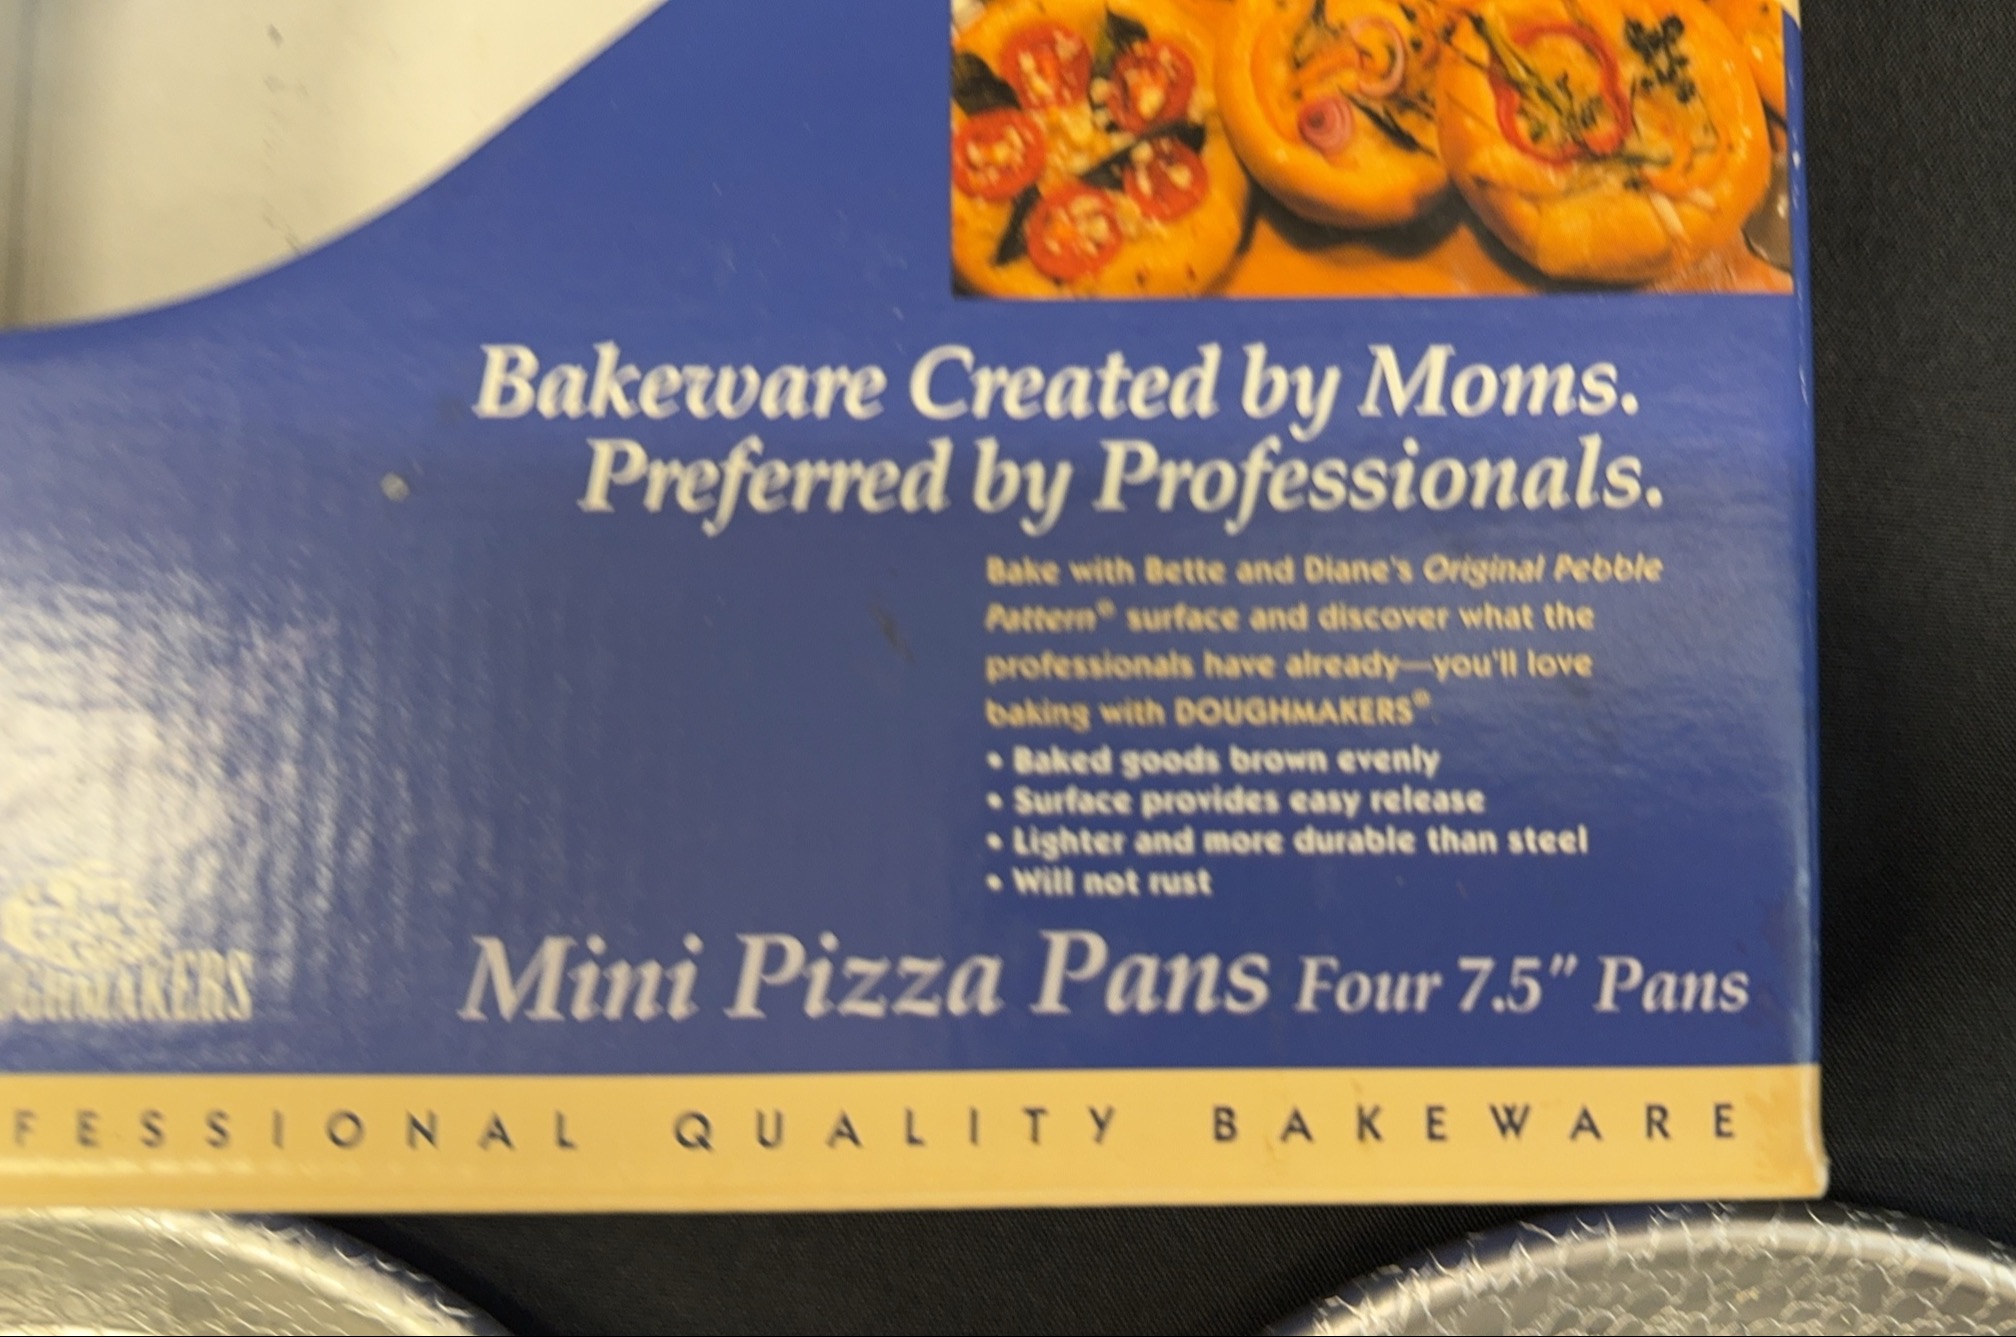 Bakeware Created by Moms.
Preferred by Professionals.
Bake with Bette and Diane's Original Pebble
Pattern® surface and discover what the
professionals have already—you'll love
baking with DOUGHMAKERS®
• Baked goods brown evenly
• Surface provides easy release
• Lighter and more durable than steel
• Will not rust
UGHMAKERS
Mini Pizza Pans Four 7.5" Pans
FESSIONAL QUALITY BAKEWARE